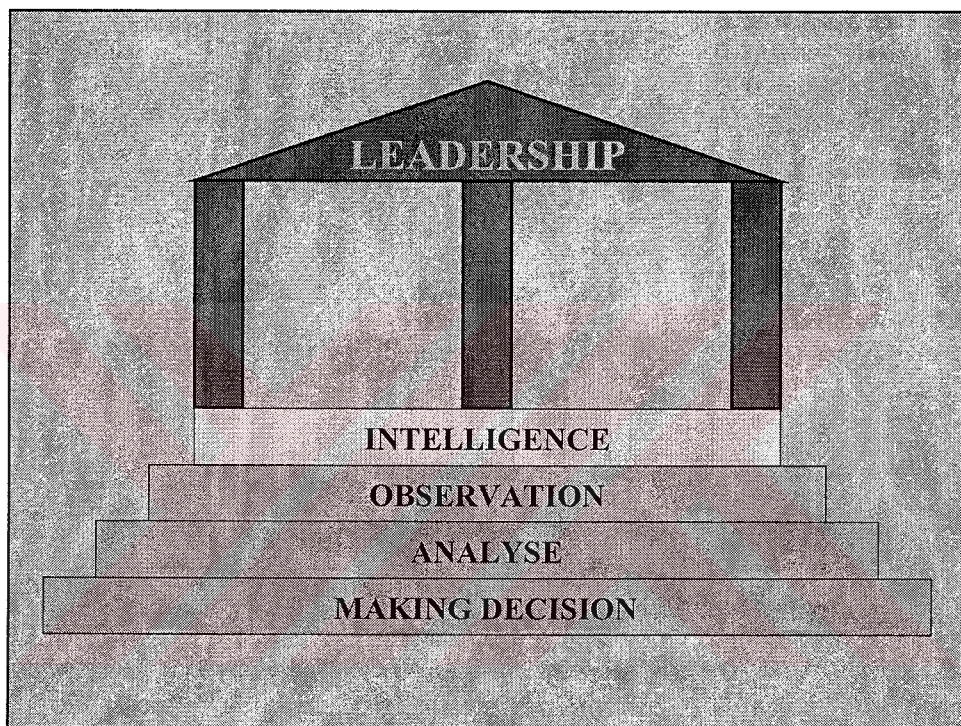 LEADERSHIP
INTELLIGENCE
OBSERVATION
ANALYSE
MAKING DECISION